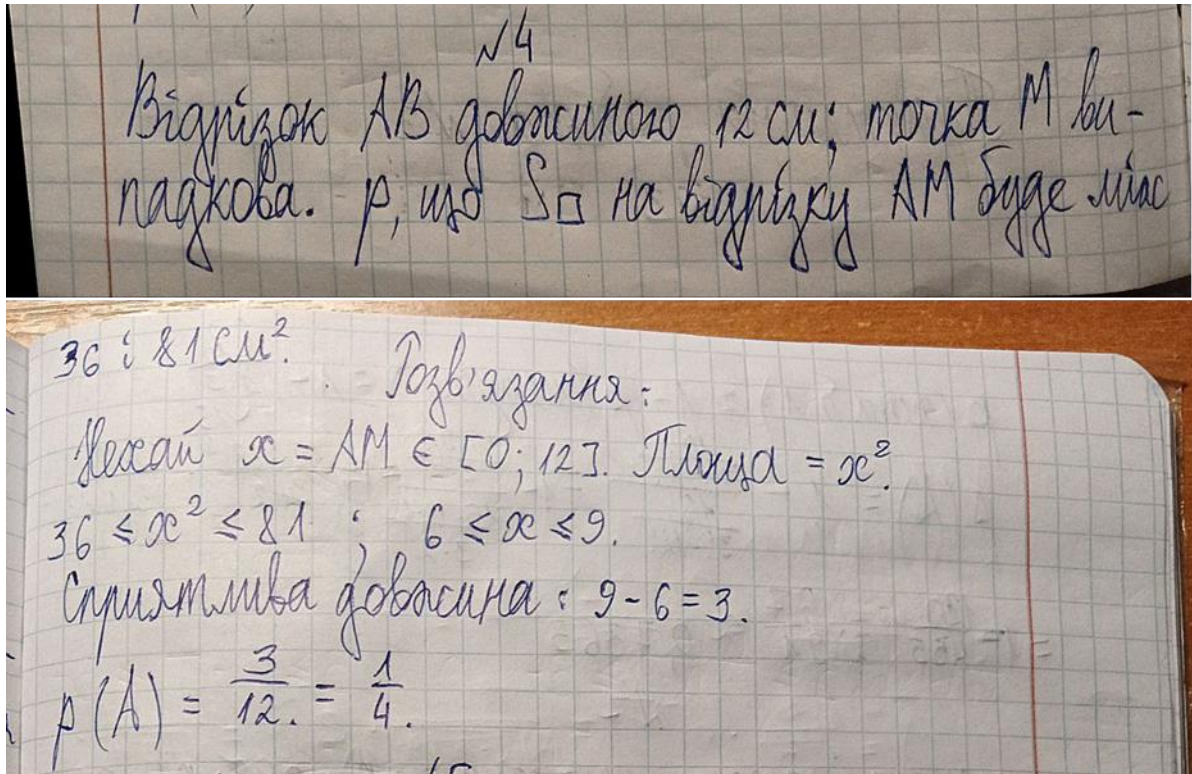 №4
Відрізок AB довжиною 12 см; точка M ви-
падкова. p, що S□ на відрізку AM буде між
36 і 81 см².
Розв'язання:
Нехай x = AM ∈ [0; 12]. Площа = x².
36 ≤ x² ≤ 81 ; 6 ≤ x ≤ 9.
Сприятлива довжина: 9 - 6 = 3.
p(A) = 3/12. = 1/4.